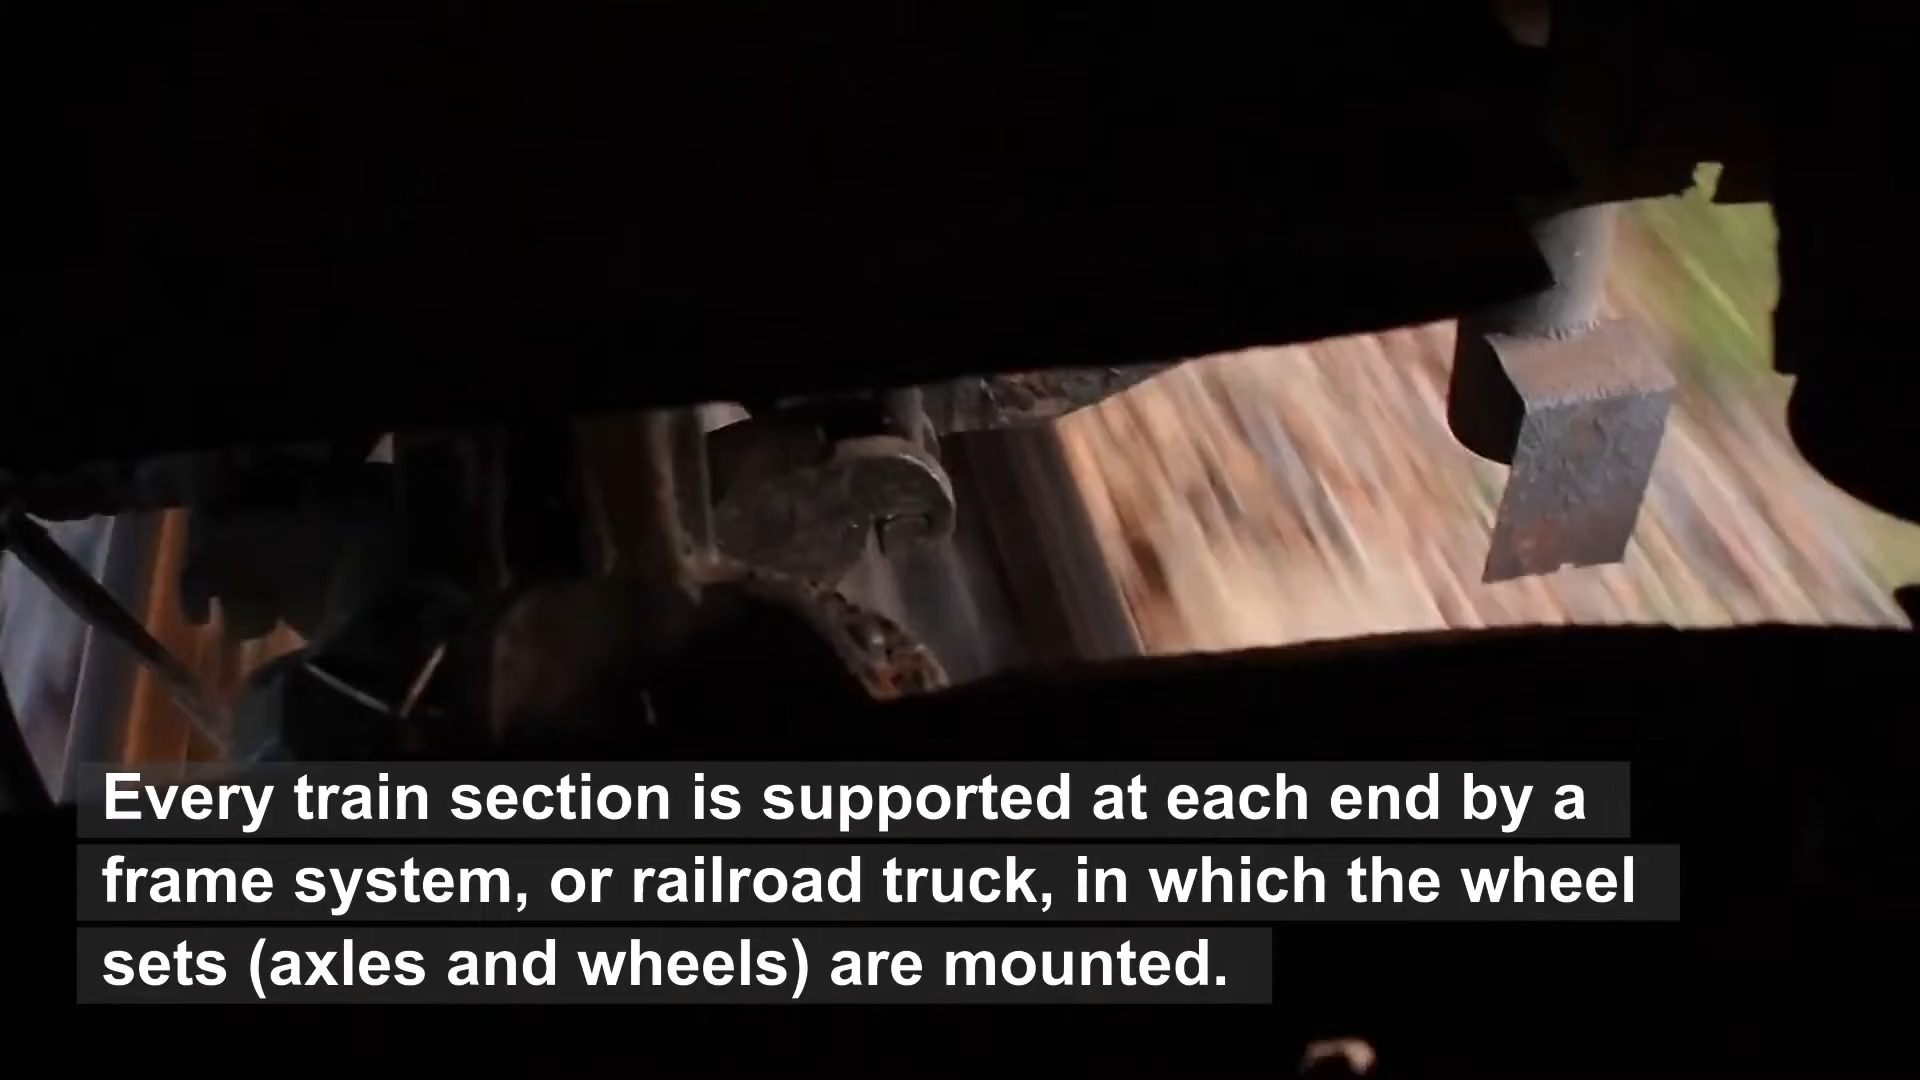 Every train section is supported at each end by a
frame system, or railroad truck, in which the wheel
sets (axles and wheels) are mounted.